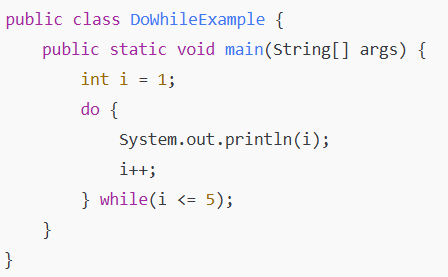 public class DoWhileExample {
    public static void main(String[] args) {
        int i = 1;
        do {
            System.out.println(i);
            i++;
        } while(i <= 5);
    }
}